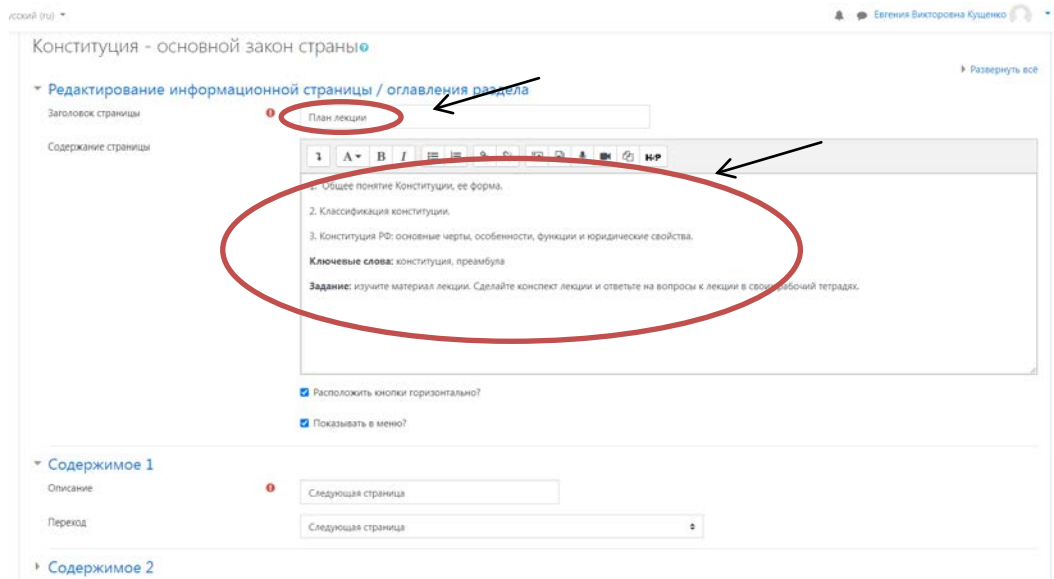 усский (ru)
Евгения Викторовна Кущенко
Конституция - основной закон страны
Развернуть всё
Редактирование информационной страницы / оглавления раздела
Заголовок страницы
План лекции
Содержание страницы
A B I H-P
1. Общее понятие Конституции, ее форма.
2. Классификация конституции.
3. Конституция РФ: основные черты, особенности, функции и юридические свойства.
Ключевые слова: конституция, преамбула
Задание: изучите материал лекции. Сделайте конспект лекции и ответьте на вопросы к лекции в своих рабочий тетрадях.
Расположить кнопки горизонтально?
Показывать в меню?
Содержимое 1
Описание
Следующая страница
Переход
Следующая страница
Содержимое 2